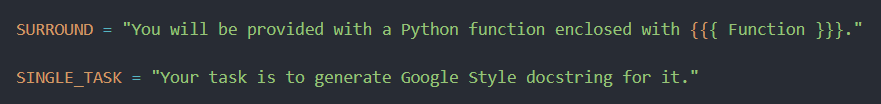 SURROUND = "You will be provided with a Python function enclosed with {{{ Function }}}."
SINGLE_TASK = "Your task is to generate Google Style docstring for it."